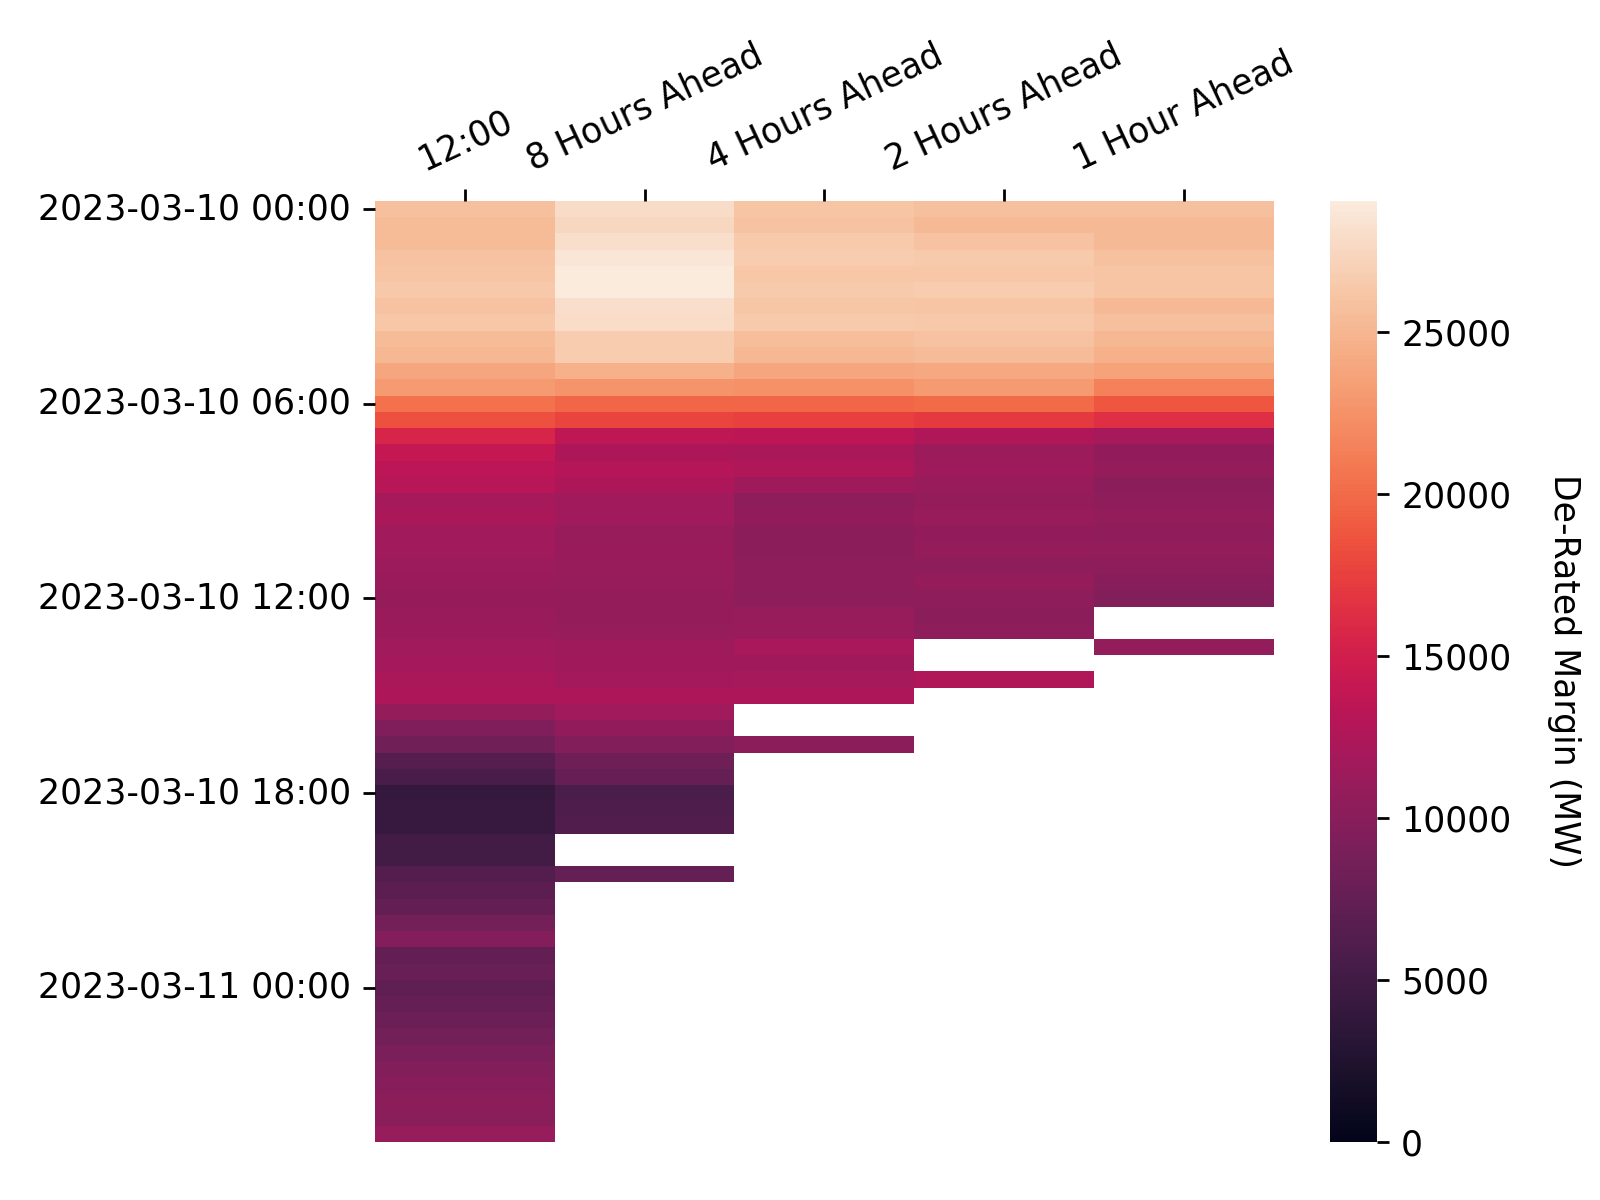 12:00
8 Hours Ahead
4 Hours Ahead
2 Hours Ahead
1 Hour Ahead
2023-03-10 00:00
2023-03-10 06:00
2023-03-10 12:00
2023-03-10 18:00
2023-03-11 00:00
25000
20000
15000
10000
5000
0
De-Rated Margin (MW)